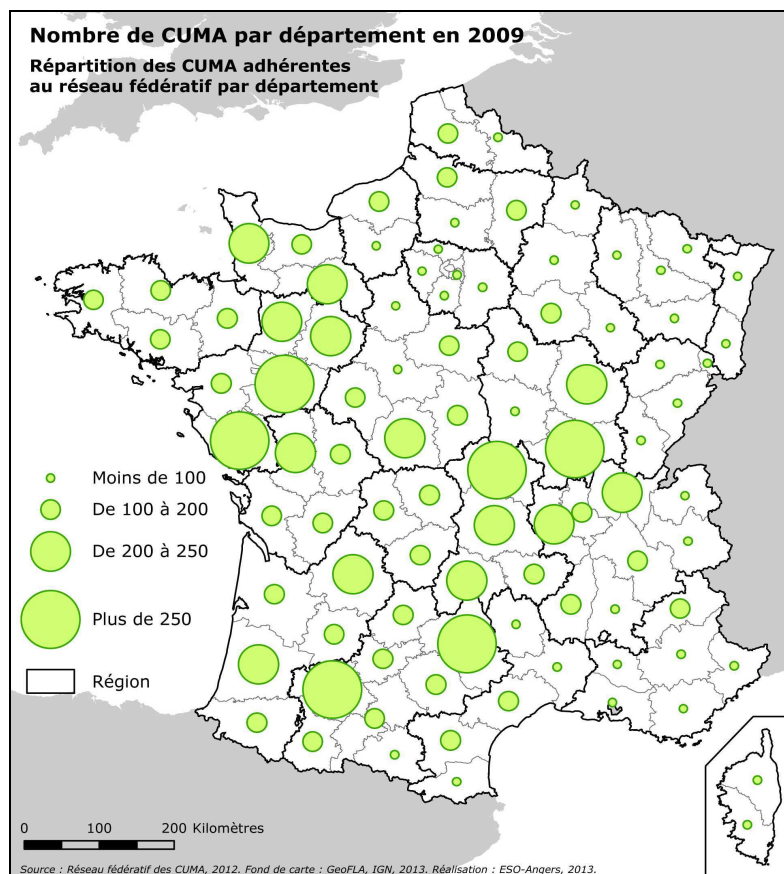 Nombre de CUMA par département en 2009
Répartition des CUMA adhérentes
au réseau fédératif par département
Moins de 100
De 100 à 200
De 200 à 250
Plus de 250
Région
0 100 200 Kilomètres
Source : Réseau fédératif des CUMA, 2012. Fond de carte : GeoFLA, IGN, 2013. Réalisation : ESO-Angers, 2013.